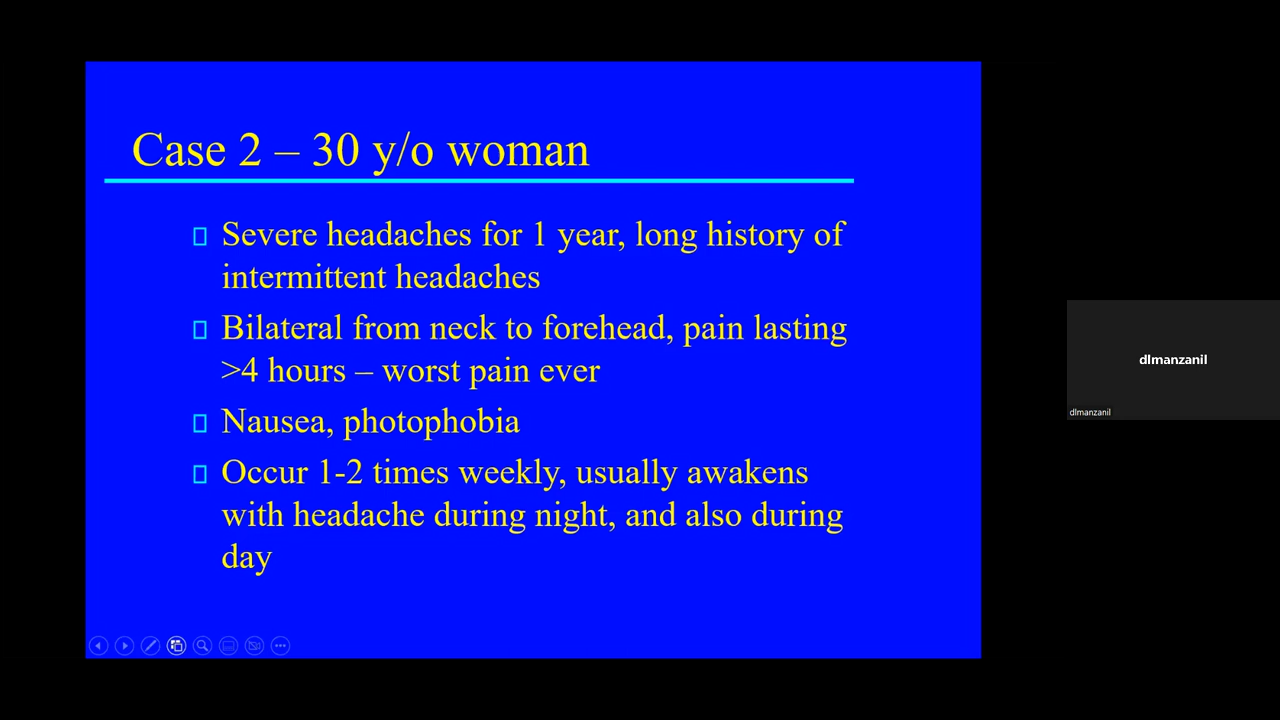 Case 2 – 30 y/o woman
Severe headaches for 1 year, long history of
intermittent headaches
Bilateral from neck to forehead, pain lasting
>4 hours – worst pain ever
Nausea, photophobia
Occur 1-2 times weekly, usually awakens
with headache during night, and also during
day
dlmanzanil
dlmanzanil